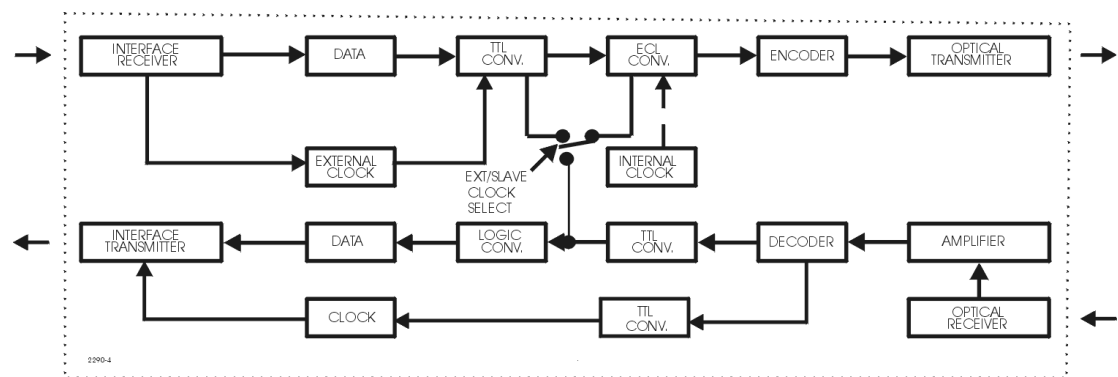 INTERFACE
RECEIVER
DATA
TTL
CONV.
ECL
CONV.
ENCODER
OPTICAL
TRANSMITTER
EXTERNAL
CLOCK
EXT/SLAVE
CLOCK
SELECT
INTERNAL
CLOCK
INTERFACE
TRANSMITTER
DATA
LOGIC
CONV.
TTL
CONV.
DECODER
AMPLIFIER
CLOCK
TTL
CONV.
OPTICAL
RECEIVER
2290-4